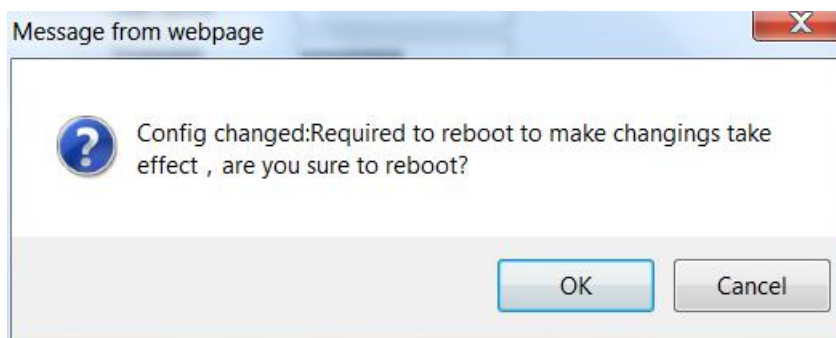 Message from webpage
Config changed:Required to reboot to make changings take
effect , are you sure to reboot?
OK
Cancel